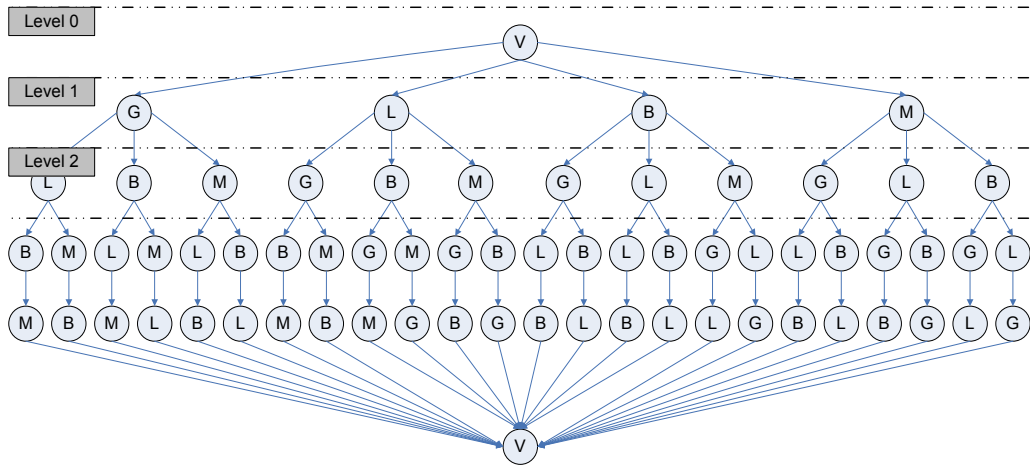 Level 0
V
Level 1
G L B M
Level 2
L B M G B M G L M G L B
B M L M L B B M G M G B L B L B G L L B G B G L
M B M L B L M B M G B G B L B L L G B L B G L G
V